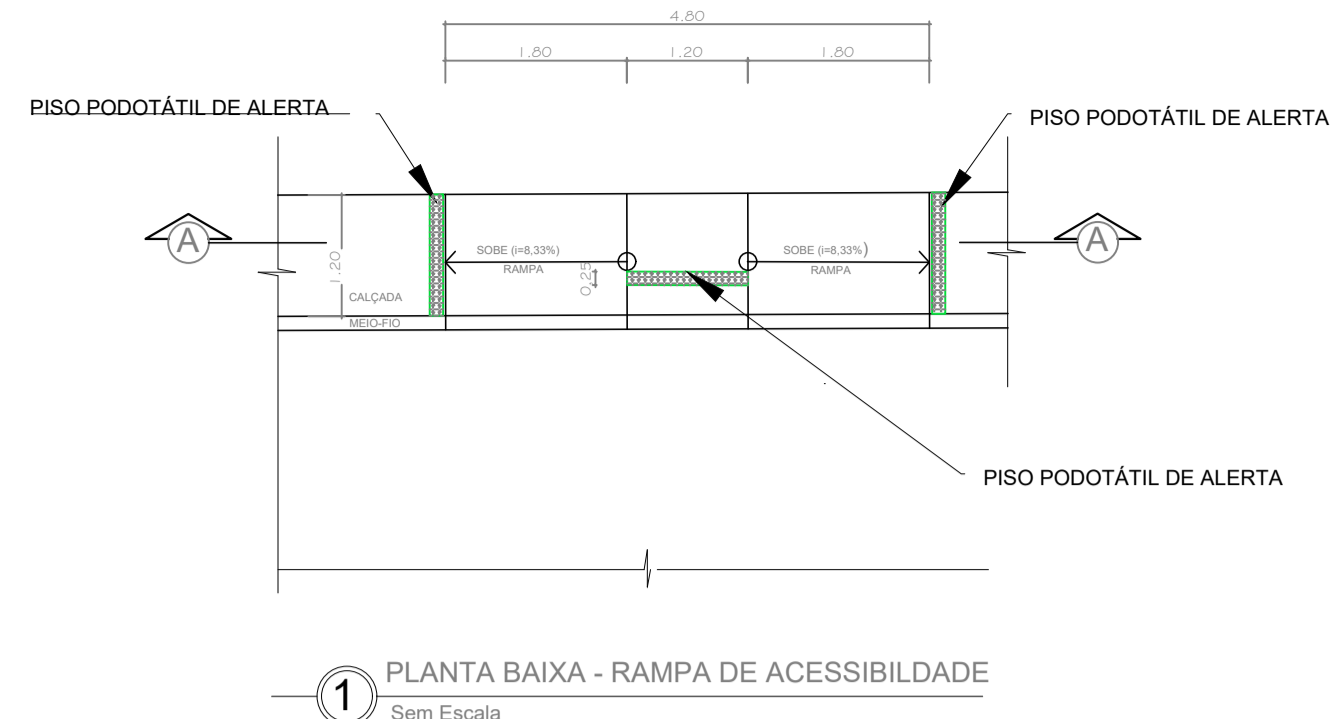 4.80
1.80 1.20 1.80
PISO PODOTÁTIL DE ALERTA
PISO PODOTÁTIL DE ALERTA
A
A
1.20
SOBE (i=8,33%)
RAMPA
0,25
SOBE (i=8,33%)
RAMPA
CALÇADA
MEIO-FIO
PISO PODOTÁTIL DE ALERTA
1
PLANTA BAIXA - RAMPA DE ACESSIBILDADE
Sem Escala